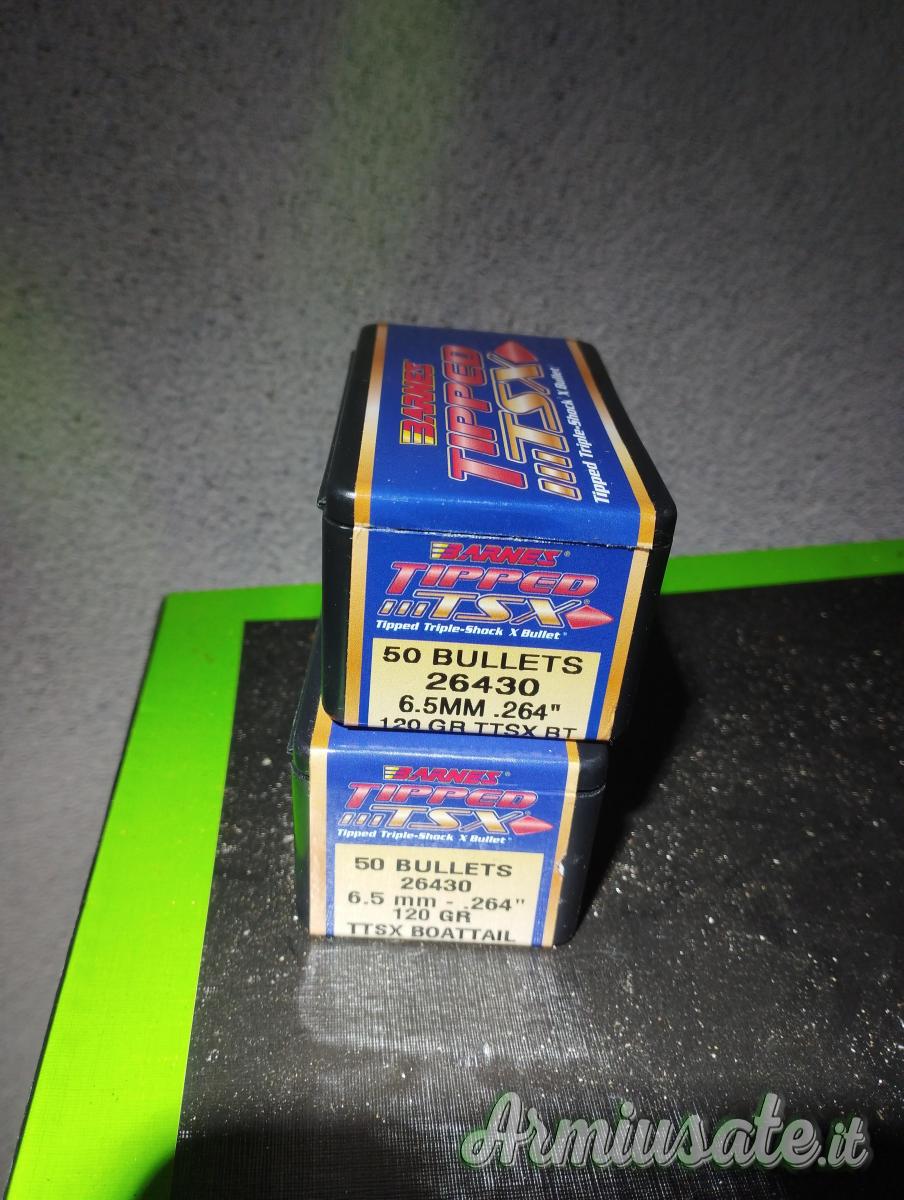 BARNES
TIPPED
TSX
Tipped Triple-Shock X Bullet
BARNES®
TIPPED
TSX®
Tipped Triple-Shock X Bullet™
50 BULLETS
26430
6.5MM .264"
120 GR TTSX BT
BARNES®
TIPPED
TSX®
Tipped Triple-Shock X Bullet™
50 BULLETS
26430
6.5 mm - .264"
120 GR
TTSX BOATTAIL
Armiusate.it